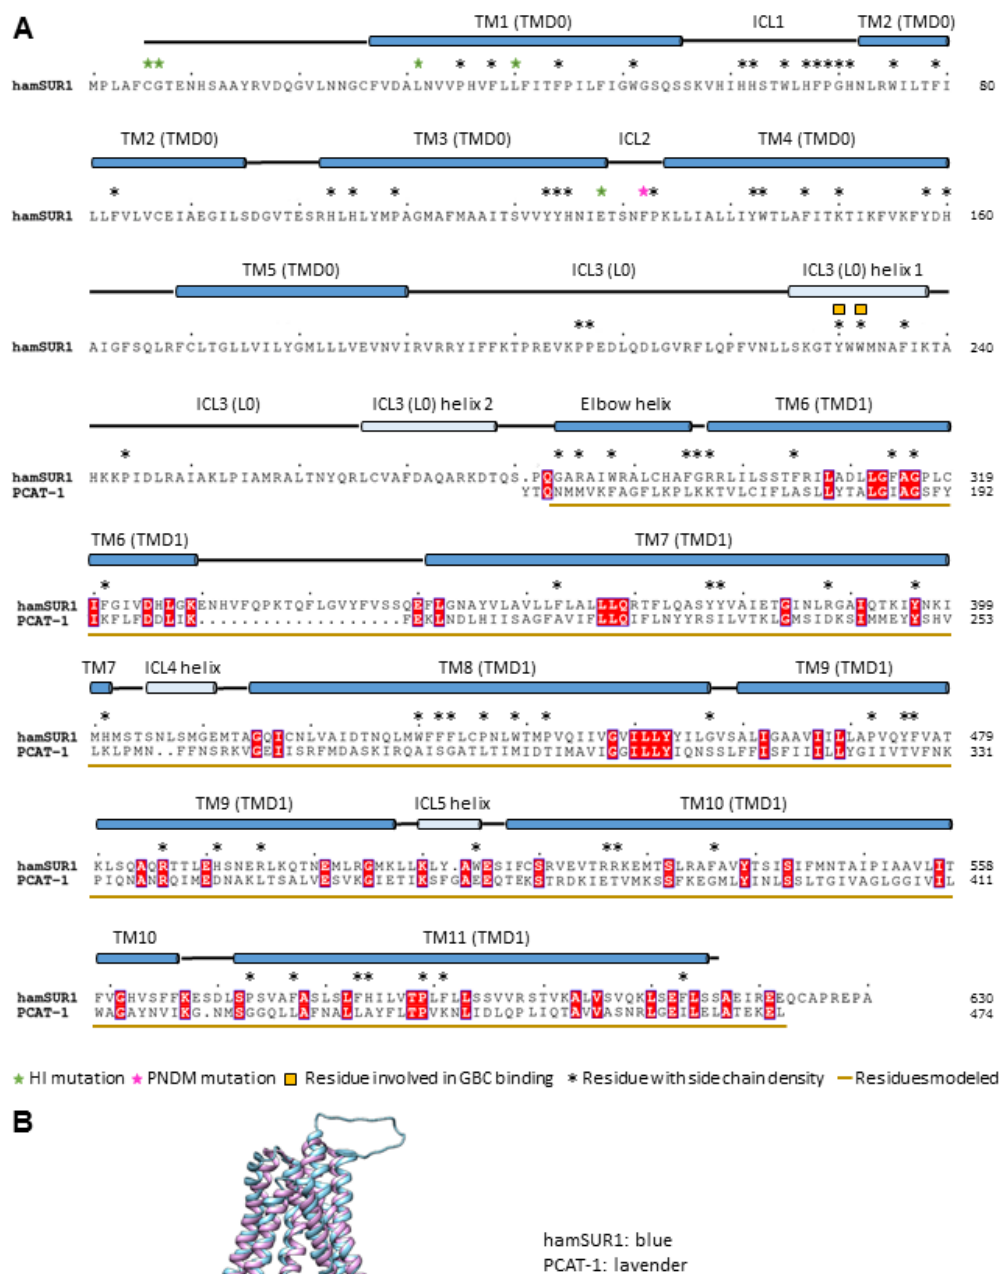 A
TM1 (TMD0) ICL1 TM2 (TMD0)
hamSUR1 MPLAFCGTENHSAAYRVDQGVLNNGCFVDALNVVPHVFLLFITFPILFIGWGSQSSKVHIHHSTWLHFPGHNLRWILTFI 80
TM2 (TMD0) TM3 (TMD0) ICL2 TM4 (TMD0)
hamSUR1 LLFVLVCEIAEGILSDGVTESRHLHLYMPAGMAFMAAITSVVYYHNIETSNFPKLLIALLIYWTLAFITKTIKFVKFYDH 160
TM5 (TMD0) ICL3 (L0) ICL3 (L0) helix 1
hamSUR1 AIGFSQLRFCLTGLLVILYGMLLLVEVNVIRVRRYIFFKTPREVKPPEDLQDLGVRFLQPFVNLLSKGTYWWMNAFIKTA 240
ICL3 (L0) ICL3 (L0) helix 2 Elbow helix TM6 (TMD1)
hamSUR1 HKKPIDLRAIAKLPIAMRALTNYQRLCVAFDAQARKDTQS.PQGARAIWRALCHAFGRRLILSSTFRILADLLGFAGPLC 319
PCAT-1 YTQNMMVKFAGFLKPLKKTVLCIFLASLLYTALGIAGSFY 192
TM6 (TMD1) TM7 (TMD1)
hamSUR1 IFGIVDHLGKENHVFQPKTQFLGVYFVSSQEFLGNAYVLAVLLFLALLLQRTFLQASYYVAIETGINLRGAIQTKIYNKI 399
PCAT-1 IKFLFDDLIK....................FEKLNDLHIISAGFAVIFLLQIFLNYYRSILVTKLGMSIDKSIMMEYYSHV 253
TM7 ICL4 helix TM8 (TMD1) TM9 (TMD1)
hamSUR1 MHMSTSNLSMGEMTAGQICNLVAIDTNQLMWFFFLCPNLWTMPVQIIVGVILLYYILGVSALIGAAVIILLAPVQYFVAT 479
PCAT-1 LKLPMN..FFNSRKVGEIISRFMDASKIRQAISGATLTIMIDTIMAVIGGILLYIQNSSLFFISFIIILLYGIIVTVFNK 331
TM9 (TMD1) ICL5 helix TM10 (TMD1)
hamSUR1 KLSQAQRTTLEHSNERLKQTNEMLRGMKLLKLY.AWESIFCSRVEVTRRKEMTSLRAFAVYTSISIFMNTAIPIAAVLIT 558
PCAT-1 PIQNANRQIMEDNAKLTSALVESVKGIETIKSFGAEEQTEKSTRDKIETVMKSSFKEGMLYINLSSLTGIVAGLGGIVIL 411
TM10 TM11 (TMD1)
hamSUR1 FVGHVSFFKESDLSPSVAFASLSLFHILVTPLFLLSSVVRSTVKALVSVQKLSEFLSSAEIREEQCAPREPA 630
PCAT-1 WAGAYNVIKG.NMSGGQLLAFNALLAYFLTPVKNLIDLQPLIQTAVVASNRLGEILELATEKEL 474
HI mutation PNDM mutation Residue involved in GBC binding * Residue with side chain density Residues modeled
B
hamSUR1: blue
PCAT-1: lavender